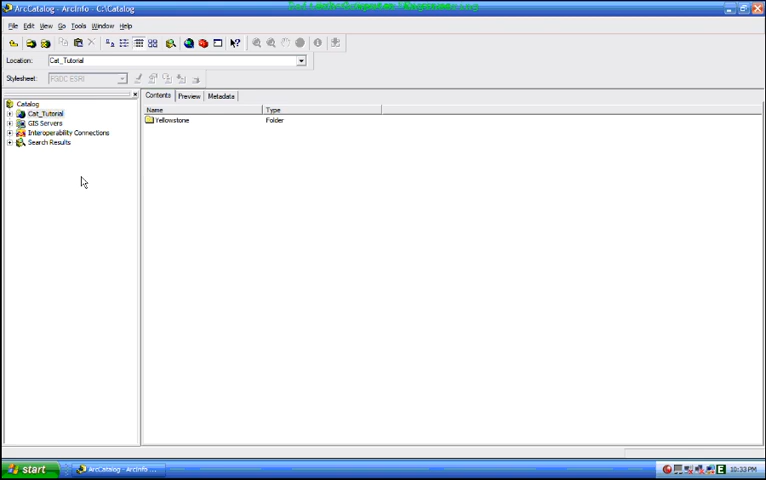 ArcCatalog - ArcInfo - C:\Catalog
File Edit View Go Tools Window Help
Location: Cat_Tutorial
Stylesheet: FGDC ESRI
Contents Preview Metadata
Catalog
Cat_Tutorial
GIS Servers
Interoperability Connections
Search Results
Name Type
Yellowstone Folder
start ArcCatalog - ArcInfo ... E 10:33 PM